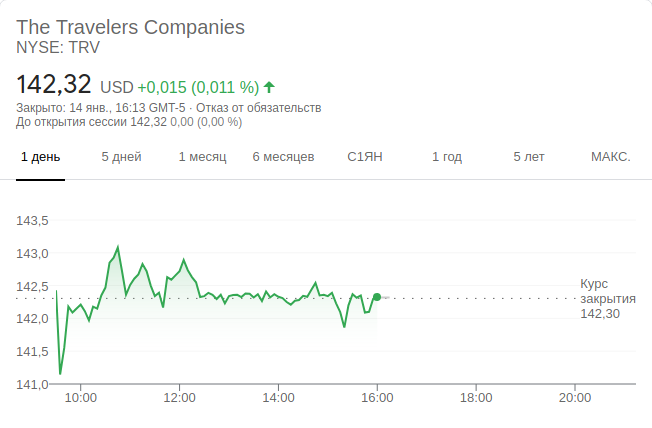 The Travelers Companies
NYSE: TRV
142,32 USD +0,015 (0,011 %)
Закрыто: 14 янв., 16:13 GMT-5 · Отказ от обязательств
До открытия сессии 142,32 0,00 (0,00 %)
1 день 5 дней 1 месяц 6 месяцев С1ЯН 1 год 5 лет МАКС.
143,5
143,0
142,5
142,0
141,5
141,0
Курс
закрытия
142,30
10:00 12:00 14:00 16:00 18:00 20:00